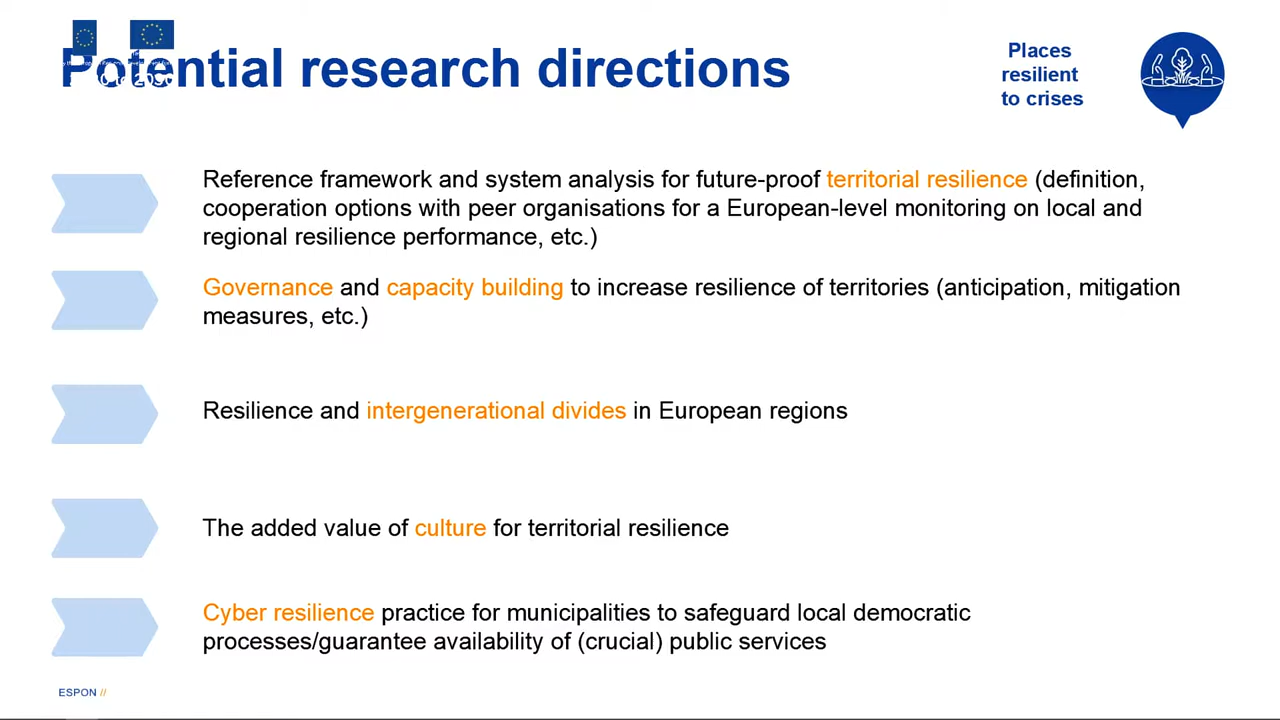 Potential research directions
Places
resilient
to crises
to 2030
Reference framework and system analysis for future-proof territorial resilience (definition,
cooperation options with peer organisations for a European-level monitoring on local and
regional resilience performance, etc.)
Governance and capacity building to increase resilience of territories (anticipation, mitigation
measures, etc.)
Resilience and intergenerational divides in European regions
The added value of culture for territorial resilience
Cyber resilience practice for municipalities to safeguard local democratic
processes/guarantee availability of (crucial) public services
ESPON //